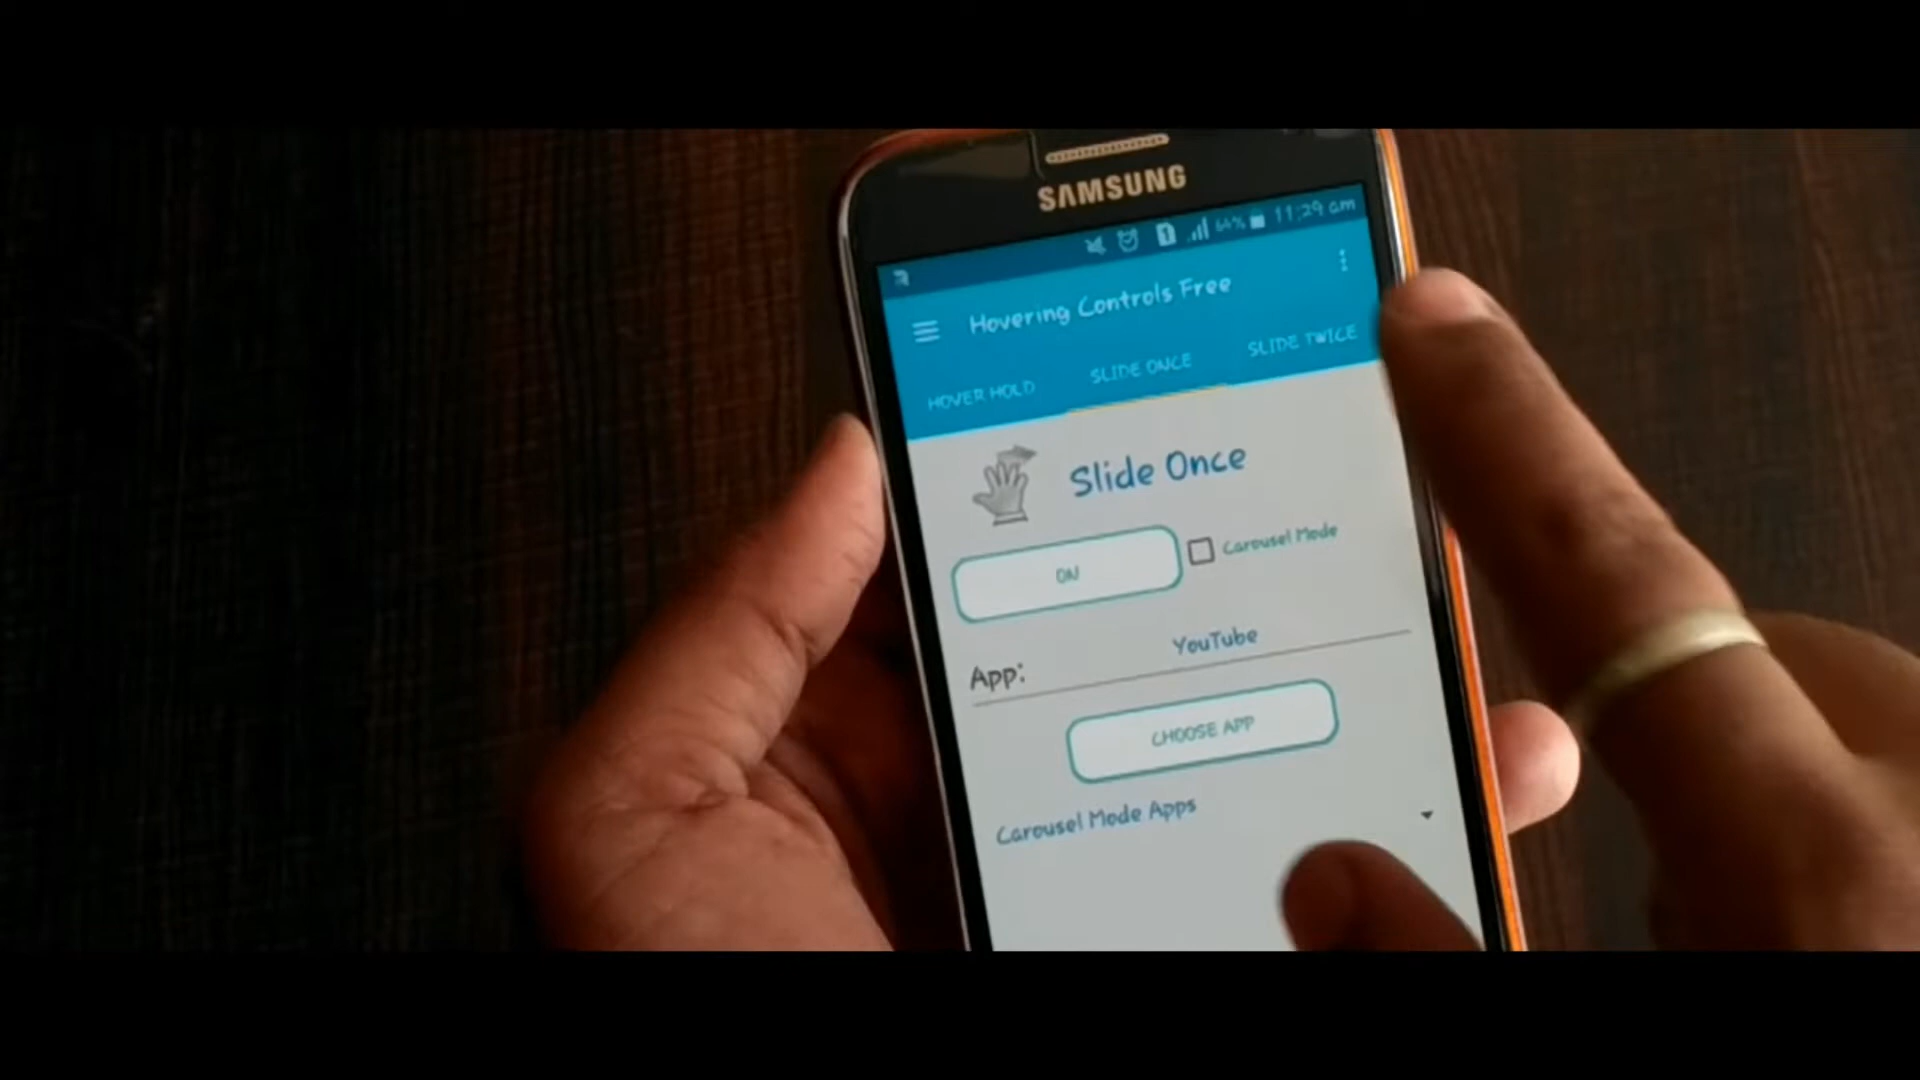 SAMSUNG
64% 11:29 am
Hovering Controls Free
HOVER HOLD SLIDE ONCE SLIDE TWICE
Slide Once
ON Carousel Mode
App: YouTube
CHOOSE APP
Carousel Mode Apps